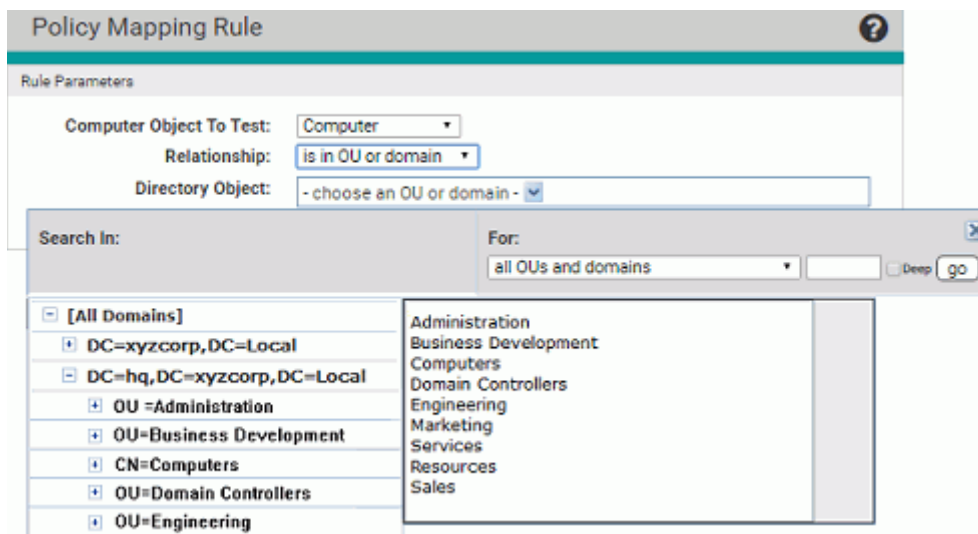 Policy Mapping Rule ?
Rule Parameters
Computer Object To Test: Computer
Relationship: is in OU or domain
Directory Object: - choose an OU or domain -
Search In: For:
all OUs and domains Deep go
[All Domains]
DC=xyzcorp,DC=Local
DC=hq,DC=xyzcorp,DC=Local
OU =Administration
OU=Business Development
CN=Computers
OU=Domain Controllers
OU=Engineering
Administration
Business Development
Computers
Domain Controllers
Engineering
Marketing
Services
Resources
Sales